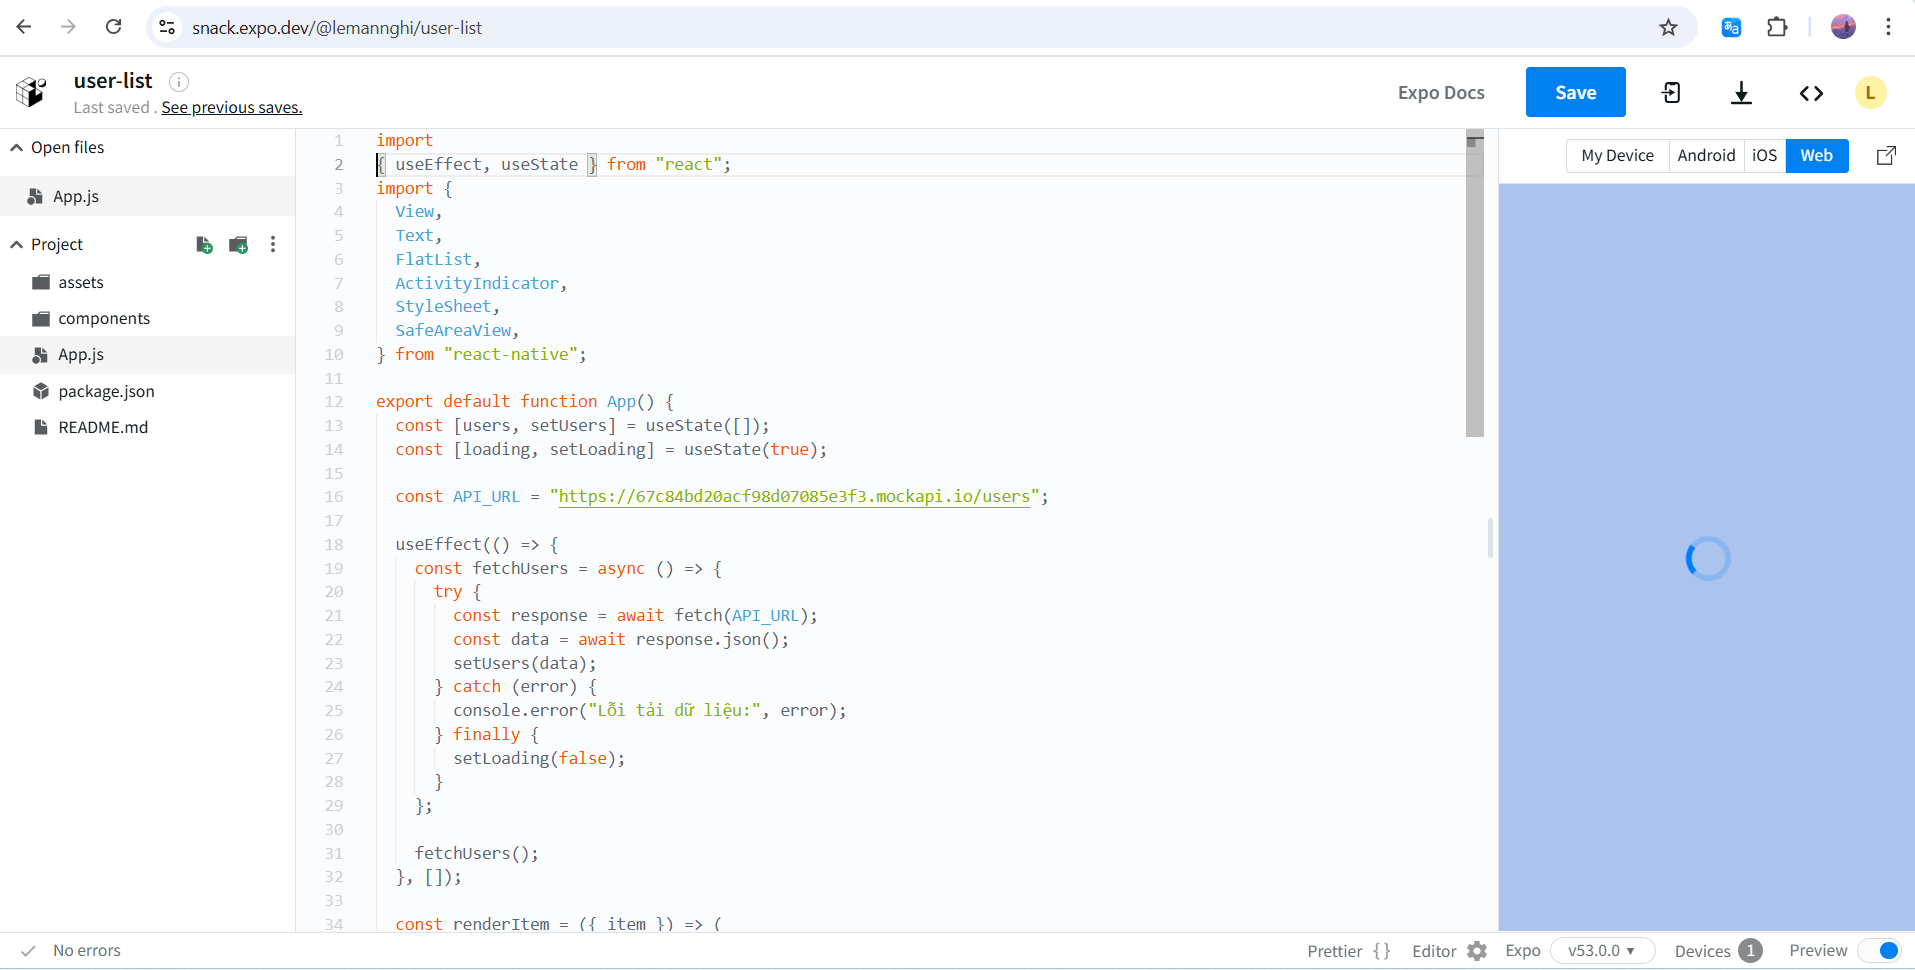 snack.expo.dev/@lemannghi/user-list
user-list
Last saved . See previous saves.
Expo Docs
Save
L
Open files
App.js
Project
assets
components
App.js
package.json
README.md
1 import
2 { useEffect, useState } from "react";
3 import {
4 View,
5 Text,
6 FlatList,
7 ActivityIndicator,
8 StyleSheet,
9 SafeAreaView,
10 } from "react-native";
11
12 export default function App() {
13 const [users, setUsers] = useState([]);
14 const [loading, setLoading] = useState(true);
15
16 const API_URL = "https://67c84bd20acf98d07085e3f3.mockapi.io/users";
17
18 useEffect(() => {
19 const fetchUsers = async () => {
20 try {
21 const response = await fetch(API_URL);
22 const data = await response.json();
23 setUsers(data);
24 } catch (error) {
25 console.error("Lỗi tải dữ liệu:", error);
26 } finally {
27 setLoading(false);
28 }
29 };
30
31 fetchUsers();
32 }, []);
33
34 const renderItem = ({ item }) => (
My Device Android iOS Web
No errors
Prettier { } Editor Expo v53.0.0 Devices 1 Preview